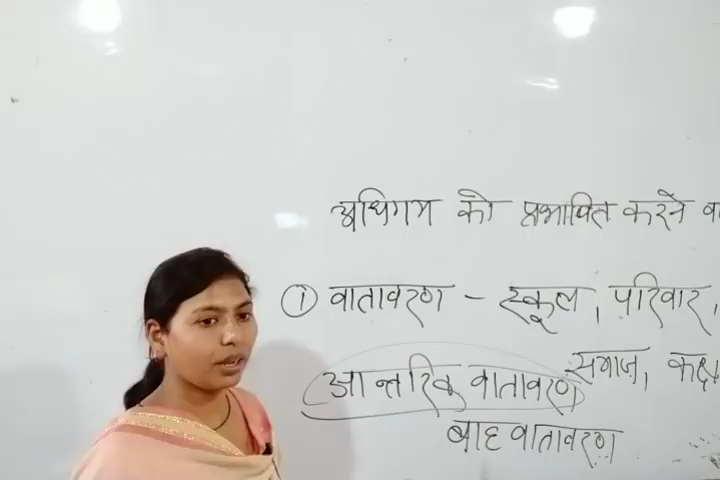 अधिगम को प्रभावित करने
① वातावरण - स्कूल, परिवार,
समाज, कक्षा
आन्तरिक वातावरण
बाह वातावरण